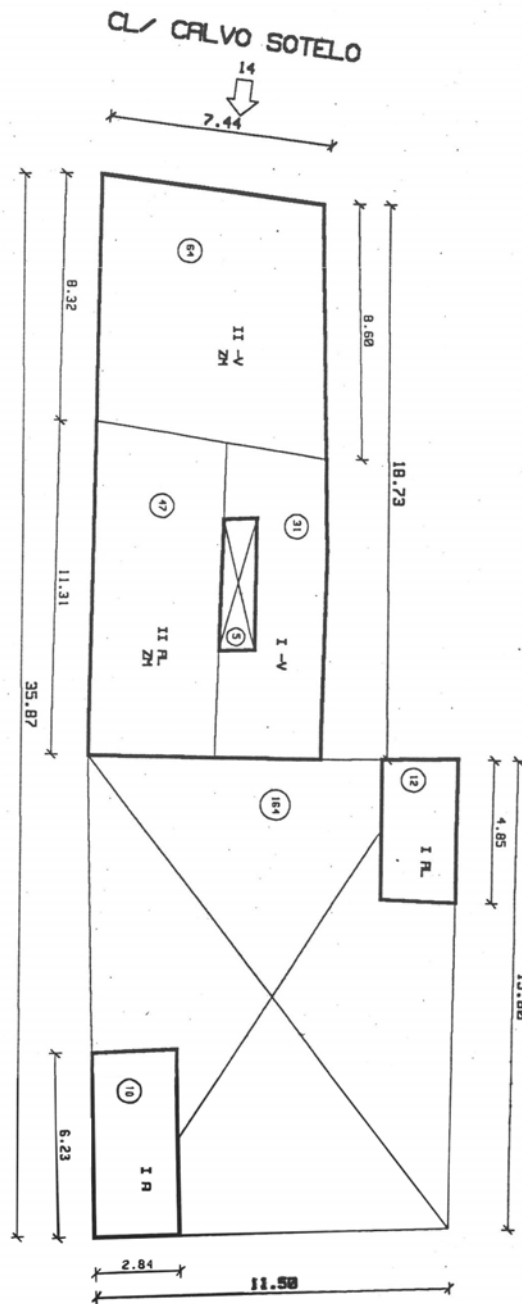 CL/ CALVO SOTELO
14
7.44
64
II -V
ZM
8.32
8.60
18.73
47
31
5
II AL
ZM
I -V
11.31
35.87
164
12
I AL
4.85
10
I A
6.23
2.84
11.50